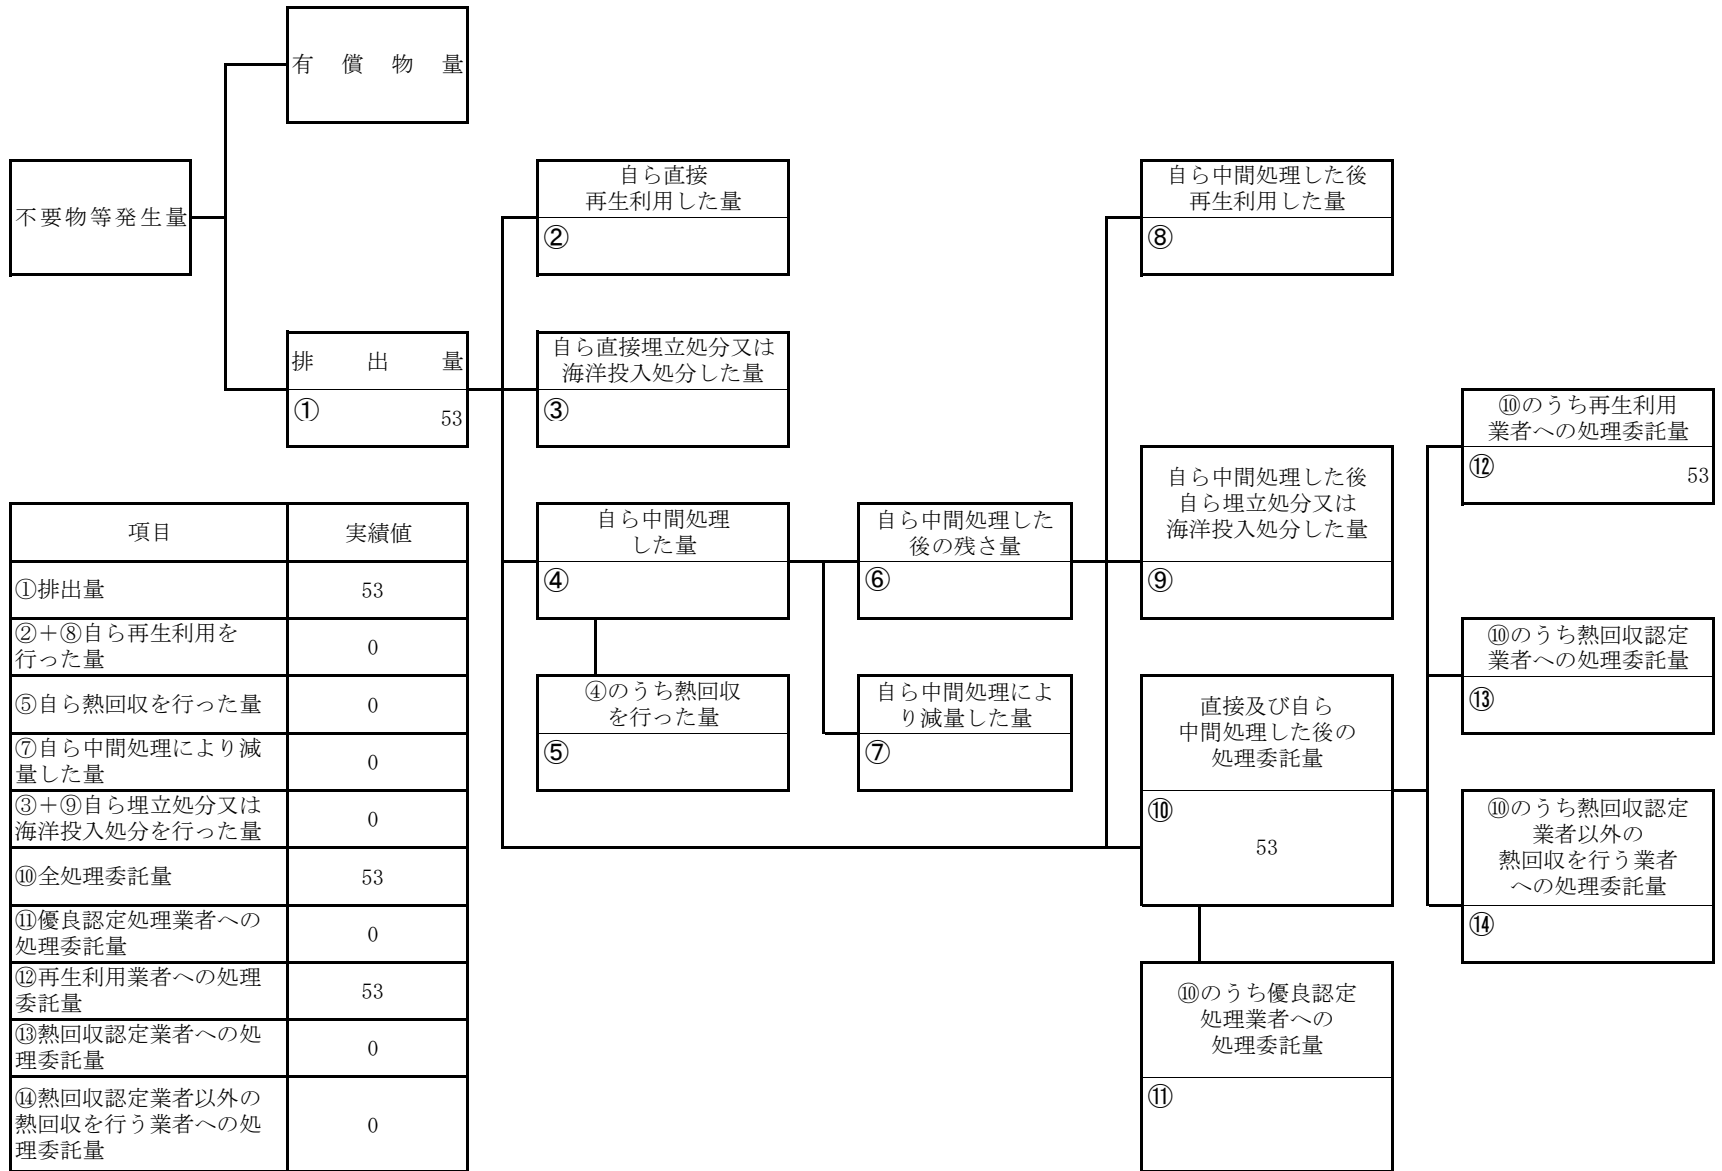 有償物量
不要物等発生量
排出量
① 53
自ら直接
再生利用した量
②
自ら直接埋立処分又は
海洋投入処分した量
③
自ら中間処理
した量
④
④のうち熱回収
を行った量
⑤
自ら中間処理した
後の残さ量
⑥
自ら中間処理によ
り減量した量
⑦
自ら中間処理した後
再生利用した量
⑧
自ら中間処理した後
自ら埋立処分又は
海洋投入処分した量
⑨
直接及び自ら
中間処理した後の
処理委託量
⑩
53
⑩のうち優良認定
処理業者への
処理委託量
⑪
⑩のうち再生利用
業者への処理委託量
⑫ 53
⑩のうち熱回収認定
業者への処理委託量
⑬
⑩のうち熱回収認定
業者以外の
熱回収を行う業者
への処理委託量
⑭
項目 実績値
①排出量 53
②+⑧自ら再生利用を
行った量 0
⑤自ら熱回収を行った量 0
⑦自ら中間処理により減
量した量 0
③+⑨自ら埋立処分又は
海洋投入処分を行った量 0
⑩全処理委託量 53
⑪優良認定処理業者への
処理委託量 0
⑫再生利用業者への処理
委託量 53
⑬熱回収認定業者への処
理委託量 0
⑭熱回収認定業者以外の
熱回収を行う業者への処
理委託量 0